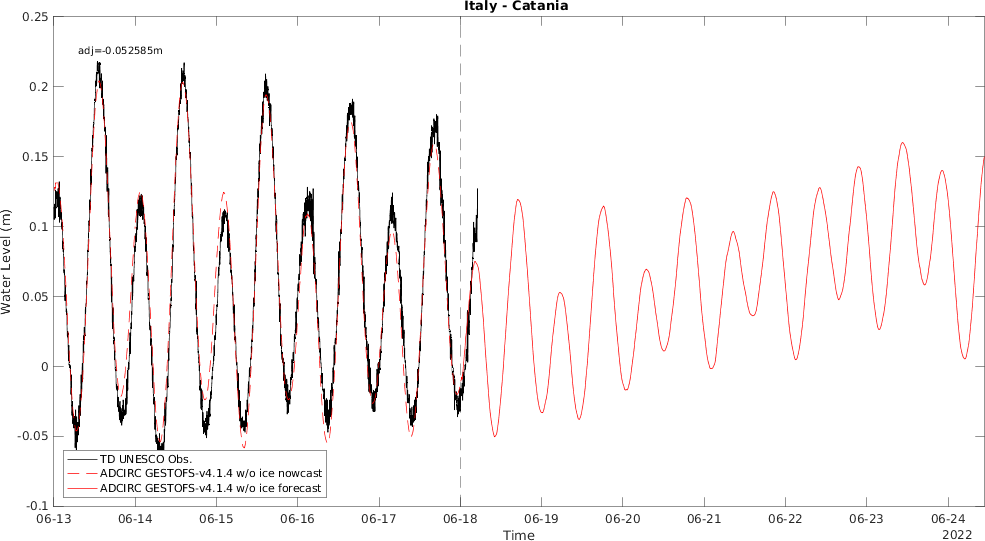 Italy - Catania
adj=-0.052585m
0.25
0.2
0.15
0.1
0.05
0
-0.05
-0.1
Water Level (m)
TD UNESCO Obs.
ADCIRC GESTOFS-v4.1.4 w/o ice nowcast
ADCIRC GESTOFS-v4.1.4 w/o ice forecast
06-13 06-14 06-15 06-16 06-17 06-18 06-19 06-20 06-21 06-22 06-23 06-24
Time
2022